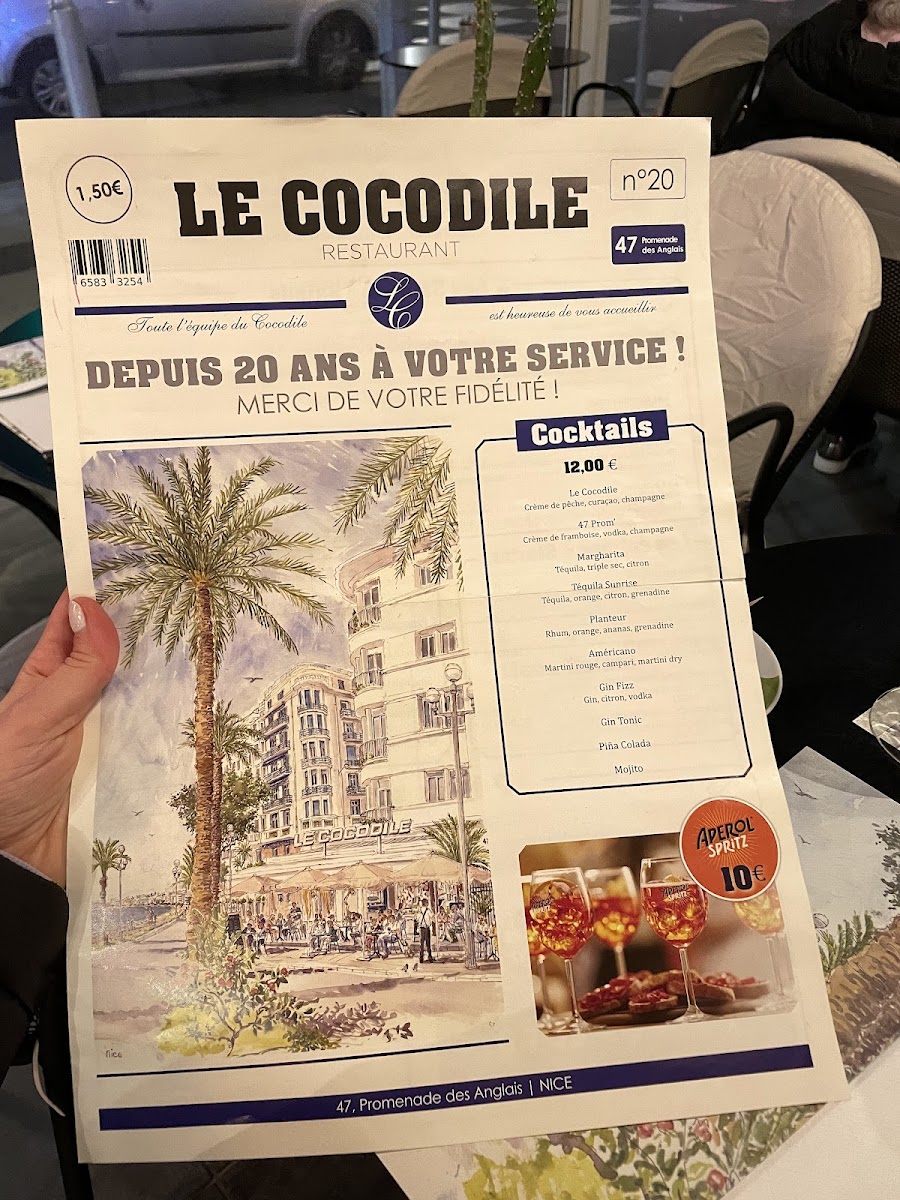 1,50€
LE COCODILE
n°20
RESTAURANT
47 Promenade
des Anglais
6583 3254
LC
Toute l'équipe du Cocodile
est heureuse de vous accueillir
DEPUIS 20 ANS À VOTRE SERVICE !
MERCI DE VOTRE FIDÉLITÉ !
Cocktails
12,00 €
Le Cocodile
Crème de pêche, curaçao, champagne
47 Prom'
Crème de framboise, vodka, champagne
Margharita
Téquila, triple sec, citron
Téquila Sunrise
Téquila, orange, citron, grenadine
Planteur
Rhum, orange, ananas, grenadine
Américano
Martini rouge, campari, martini dry
Gin Fizz
Gin, citron, vodka
Gin Tonic
Piña Colada
Mojito
LE COCODILE
APEROL
SPRITZ
10€
nice
47, Promenade des Anglais | NICE